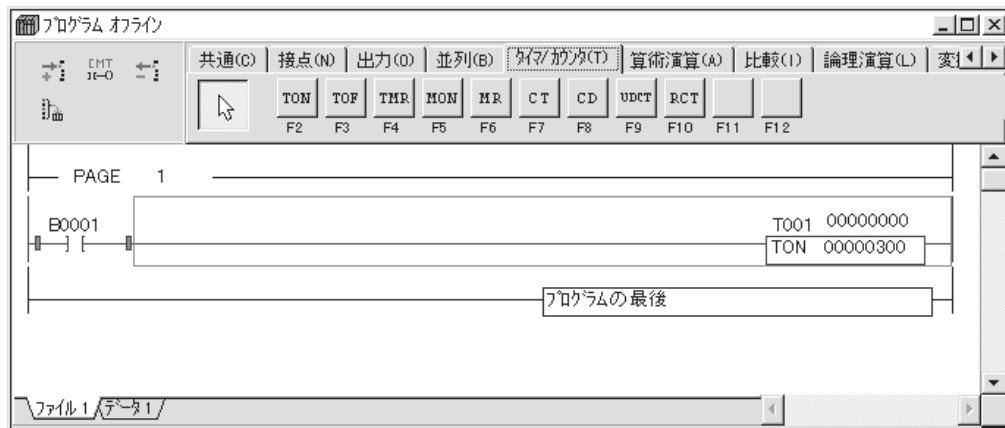 プログラム オフライン
共通(C) 接点(N) 出力(O) 並列(B) タイマ/カウンタ(T) 算術演算(A) 比較(I) 論理演算(L) 変
CMT
TON TOF TMR MON MR CT CD UDCT RCT
F2 F3 F4 F5 F6 F7 F8 F9 F10 F11 F12
PAGE 1
B0001
T001 00000000
TON 00000300
プログラムの最後
ファイル 1 データ 1